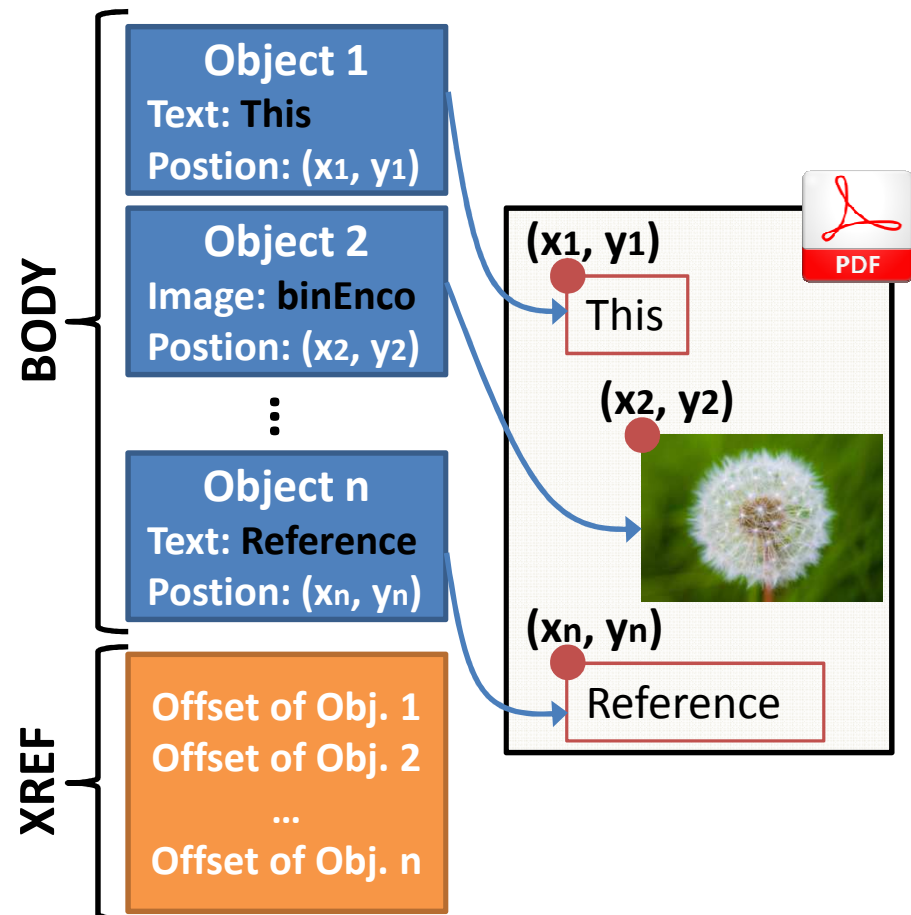 BODY
Object 1
Text: This
Postion: (x1, y1)
Object 2
Image: binEnco
Postion: (x2, y2)
...
Object n
Text: Reference
Postion: (xn, yn)
XREF
Offset of Obj. 1
Offset of Obj. 2
...
Offset of Obj. n
PDF
(x1, y1)
This
(x2, y2)
(xn, yn)
Reference